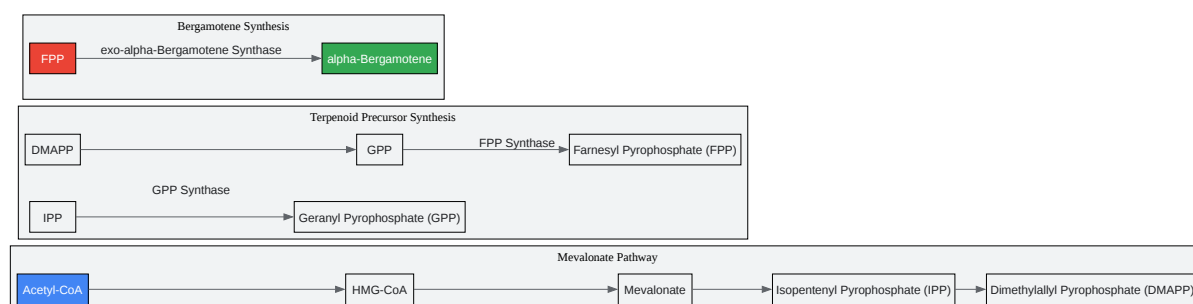 Bergamotene Synthesis
FPP
exo-alpha-Bergamotene Synthase
alpha-Bergamotene
Terpenoid Precursor Synthesis
DMAPP
GPP
FPP Synthase
Farnesyl Pyrophosphate (FPP)
GPP Synthase
IPP
Geranyl Pyrophosphate (GPP)
Mevalonate Pathway
Acetyl-CoA
HMG-CoA
Mevalonate
Isopentenyl Pyrophosphate (IPP)
Dimethylallyl Pyrophosphate (DMAPP)